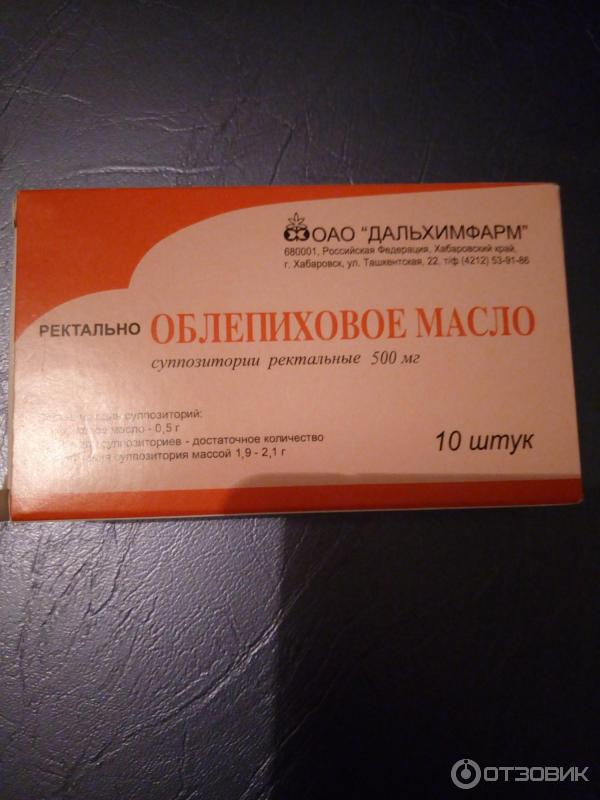 ОАО "ДАЛЬХИМФАРМ"
680001, Российская Федерация, Хабаровский край,
г. Хабаровск, ул. Ташкентская, 22, т/ф (4212) 53-91-86
РЕКТАЛЬНО ОБЛЕПИХОВОЕ МАСЛО
суппозитории ректальные 500 мг
суппозиторий:
масло - 0,5 г
суппозиториев - достаточное количество
суппозитория массой 1,9 - 2,1 г
10 штук
ОТЗОВИК